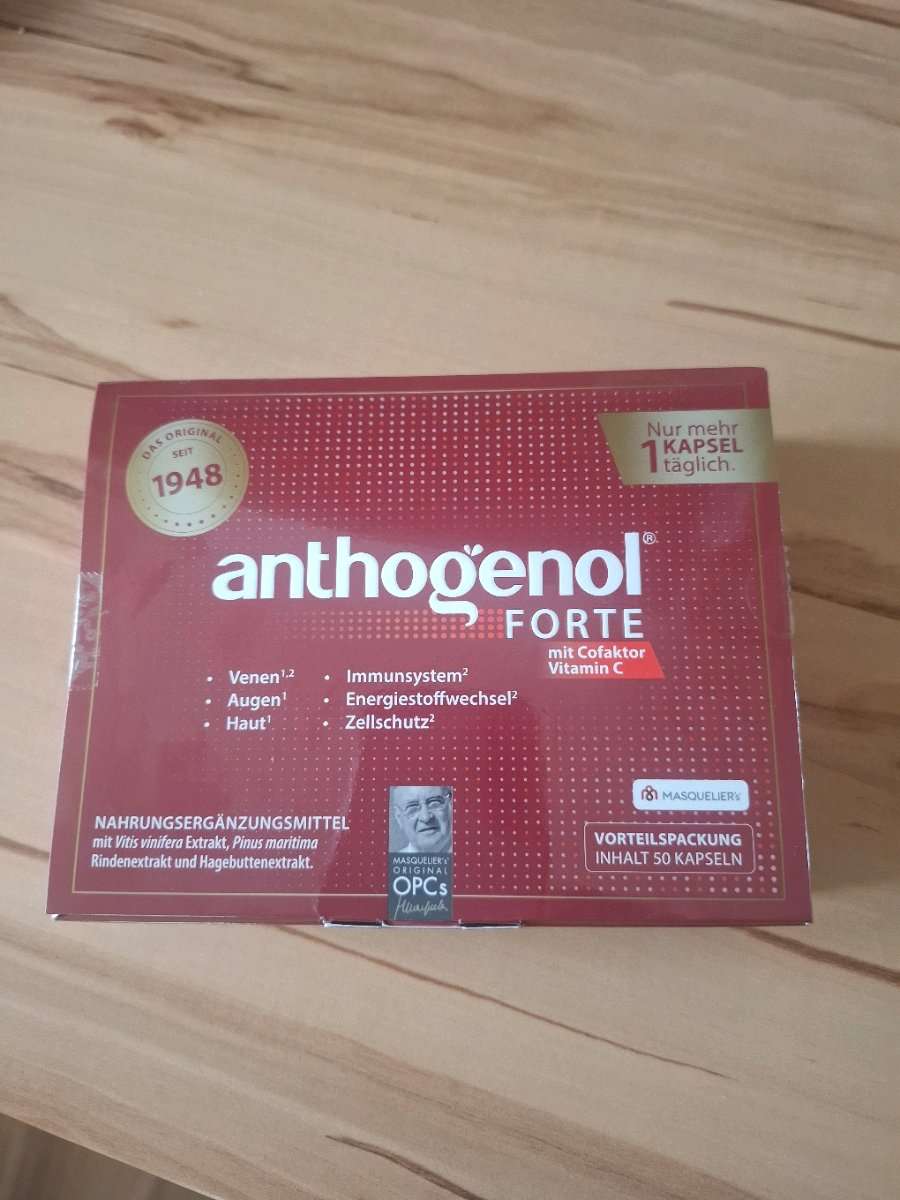 DAS ORIGINAL
SEIT
1948
Nur mehr
1 KAPSEL
täglich.
anthogenol®
FORTE
mit Cofaktor
Vitamin C
• Venen¹,²
• Augen¹
• Haut¹
• Immunsystem²
• Energiestoffwechsel²
• Zellschutz²
NAHRUNGSERGÄNZUNGSMITTEL
mit Vitis vinifera Extrakt, Pinus maritima
Rindenextrakt und Hagebuttenextrakt.
MASQUELIER's®
ORIGINAL
OPCs
Masquelier
MASQUELIER's
VORTEILSPACKUNG
INHALT 50 KAPSELN